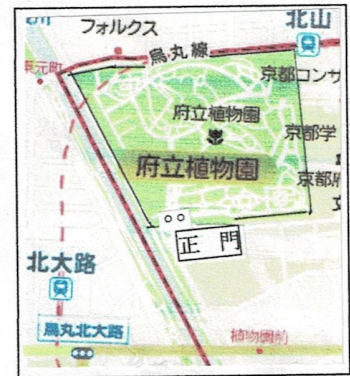 北山
フォルクス
烏丸線
元町
京都コンサ
府立植物園
京都学
府立植物園
京都府
正門
北大路
烏丸北大路
植物園前